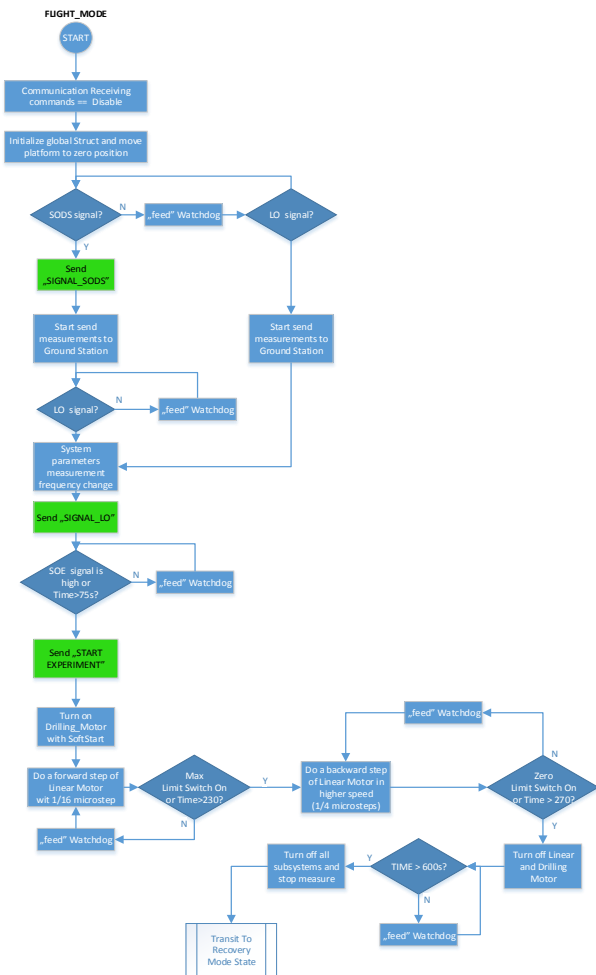 FLIGHT_MODE
START
Communication Receiving
commands == Disable
Initialize global Struct and move
platform to zero position
SODS signal?
N
„feed” Watchdog
LO signal?
Y
Send
„SIGNAL_SODS”
Start send
measurements to
Ground Station
Start send
measurements to
Ground Station
LO signal?
N
„feed” Watchdog
System
parameters
measurement
frequency change
Send „SIGNAL_LO”
SOE signal is
high or
Time>75s?
N
„feed” Watchdog
Send „START
EXPERIMENT”
Turn on
Drilling_Motor
with SoftStart
„feed” Watchdog
N
Do a forward step of
Linear Motor
wit 1/16 microstep
Max
Limit Switch On
or Time>230?
Y
Do a backward step
of Linear Motor in
higher speed
(1/4 microsteps)
Zero
Limit Switch On
or Time > 270?
N
„feed” Watchdog
Y
Turn off all
subsystems and
stop measure
Y
TIME > 600s?
Turn off Linear
and Drilling
Motor
N
„feed” Watchdog
Transit To
Recovery
Mode State